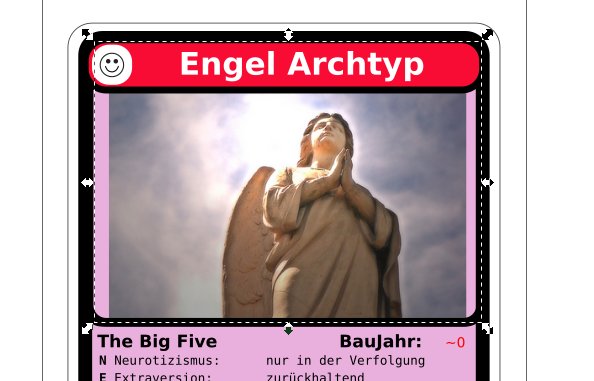 Engel Archtyp
The Big Five BauJahr: ~0
N Neurotizismus: nur in der Verfolgung
E Extraversion: zurückhaltend